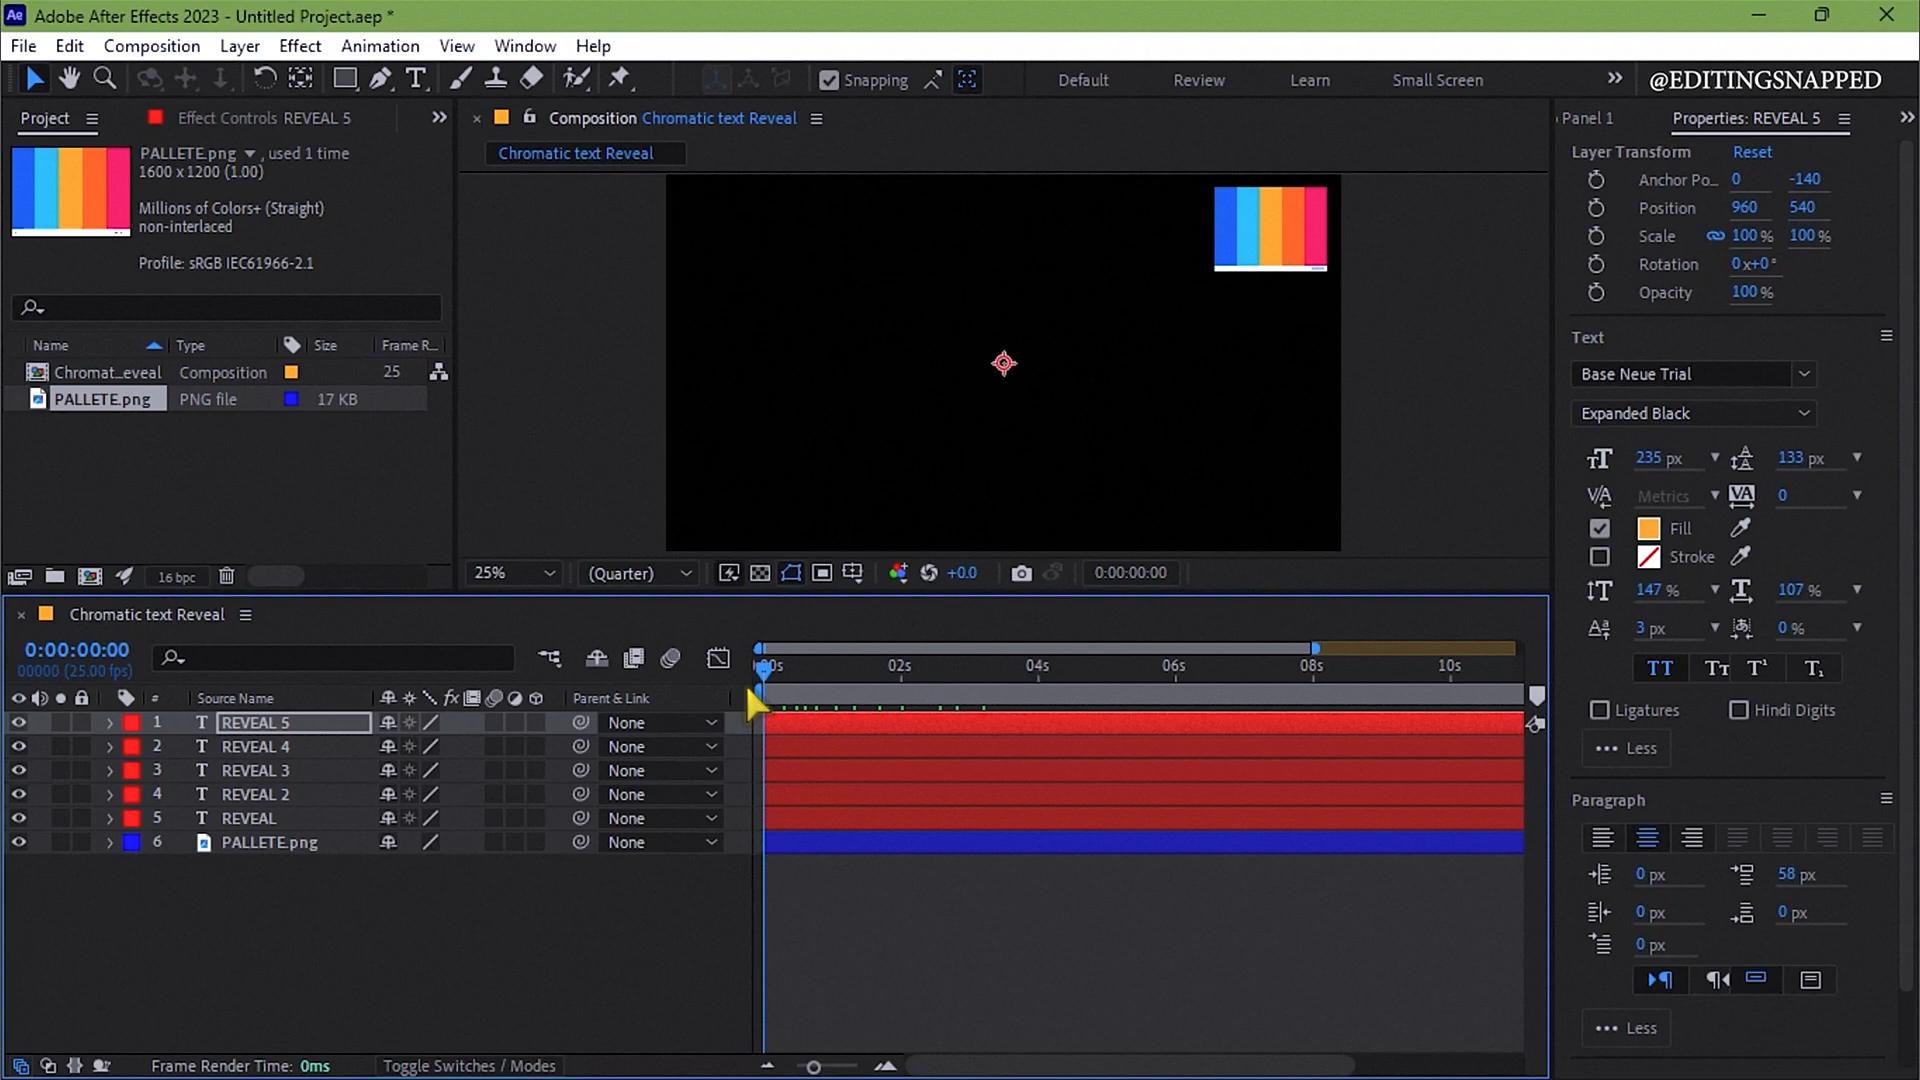 Ae Adobe After Effects 2023 - Untitled Project.aep *
File Edit Composition Layer Effect Animation View Window Help
Snapping Default Review Learn Small Screen @EDITINGSNAPPED
Project Effect Controls REVEAL 5
Composition Chromatic text Reveal
Panel 1 Properties: REVEAL 5
PALLETE.png , used 1 time
1600 x 1200 (1.00)
Millions of Colors+ (Straight)
non-interlaced
Profile: sRGB IEC61966-2.1
Chromatic text Reveal
Layer Transform Reset
Anchor Po... 0 -140
Position 960 540
Scale 100 % 100 %
Rotation 0x+0°
Opacity 100 %
Name Type Size Frame R...
Chromat_eveal Composition 25
PALLETE.png PNG file 17 KB
16 bpc
25% (Quarter) +0.0 0:00:00:00
Text
Base Neue Trial
Expanded Black
235 px 133 px
Metrics 0
Fill
Stroke
147 % 107 %
3 px 0 %
TT Tт T¹ T₁
Ligatures Hindi Digits
••• Less
Paragraph
0 px 58 px
0 px 0 px
0 px
••• Less
Chromatic text Reveal
0:00:00:00
00000 (25.00 fps)
:00s 02s 04s 06s 08s 10s
# Source Name fx Parent & Link
1 T REVEAL 5 None
2 T REVEAL 4 None
3 T REVEAL 3 None
4 T REVEAL 2 None
5 T REVEAL None
6 PALLETE.png None
Frame Render Time: 0ms Toggle Switches / Modes